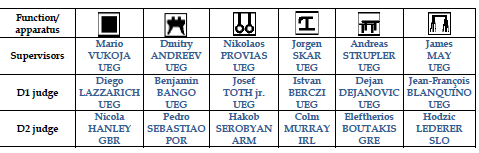 Function/
apparatus
Supervisors
Mario
VUKOJA
UEG
Dmitry
ANDREEV
UEG
Nikolaos
PROVIAS
UEG
Jorgen
SKAR
UEG
Andreas
STRUPLER
UEG
James
MAY
UEG
D1 judge
Diego
LAZZARICH
UEG
Benjamin
BANGO
UEG
Josef
TOTH jr.
UEG
Istvan
BERCZI
UEG
Dejan
DEJANOVIC
UEG
Jean-François
BLANQUINO
UEG
D2 judge
Nicola
HANLEY
GBR
Pedro
SEBASTIAO
POR
Hakob
SEROBYAN
ARM
Colm
MURRAY
IRL
Eleftherios
BOUTAKIS
GRE
Hodzic
LEDERER
SLO